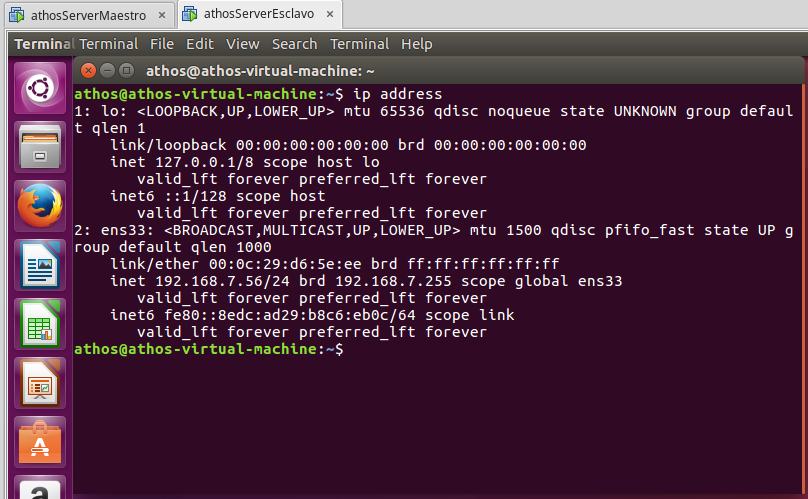 athosServerMaestro × athosServerEsclavo ×
Terminal Terminal File Edit View Search Terminal Help
athos@athos-virtual-machine: ~
athos@athos-virtual-machine:~$ ip address
1: lo: <LOOPBACK,UP,LOWER_UP> mtu 65536 qdisc noqueue state UNKNOWN group defaul
t qlen 1
    link/loopback 00:00:00:00:00:00 brd 00:00:00:00:00:00
    inet 127.0.0.1/8 scope host lo
       valid_lft forever preferred_lft forever
    inet6 ::1/128 scope host
       valid_lft forever preferred_lft forever
2: ens33: <BROADCAST,MULTICAST,UP,LOWER_UP> mtu 1500 qdisc pfifo_fast state UP g
roup default qlen 1000
    link/ether 00:0c:29:d6:5e:ee brd ff:ff:ff:ff:ff:ff
    inet 192.168.7.56/24 brd 192.168.7.255 scope global ens33
       valid_lft forever preferred_lft forever
    inet6 fe80::8edc:ad29:b8c6:eb0c/64 scope link
       valid_lft forever preferred_lft forever
athos@athos-virtual-machine:~$